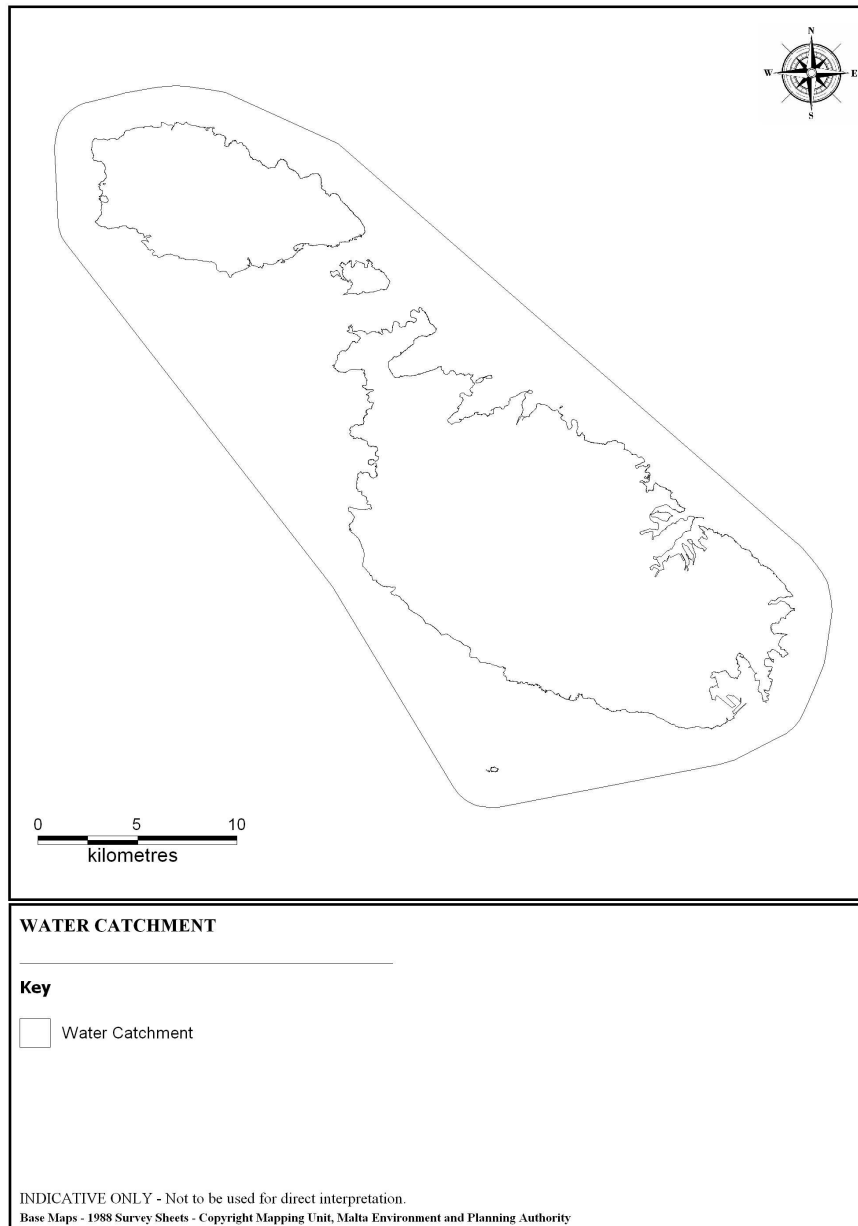 N
W E
S
0 5 10
kilometres
WATER CATCHMENT
Key
Water Catchment
INDICATIVE ONLY - Not to be used for direct interpretation.
Base Maps - 1988 Survey Sheets - Copyright Mapping Unit, Malta Environment and Planning Authority